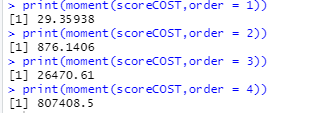 > print(moment(scoreCOST,order = 1))
[1] 29.35938
> print(moment(scoreCOST,order = 2))
[1] 876.1406
> print(moment(scoreCOST,order = 3))
[1] 26470.61
> print(moment(scoreCOST,order = 4))
[1] 807408.5